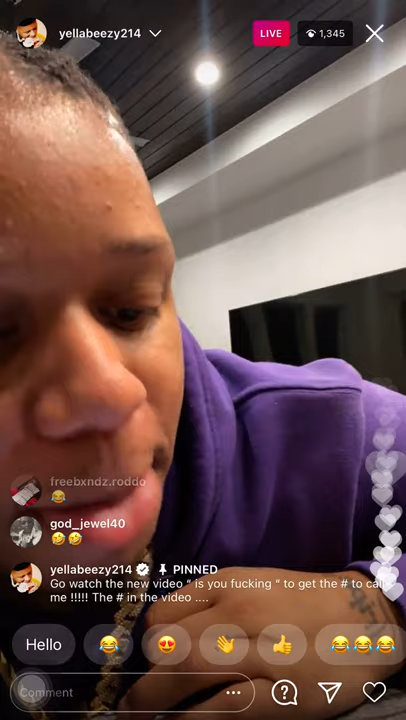 yellabeezy214
LIVE
1,345
freebxndz.roddo
😂
god_jewel40
🤣🤣
yellabeezy214 PINNED
Go watch the new video “ is you fucking “ to get the # to call
me !!!!! The # in the video ....
Hello 😂 😍 👋 👍 😂😂😂
Comment